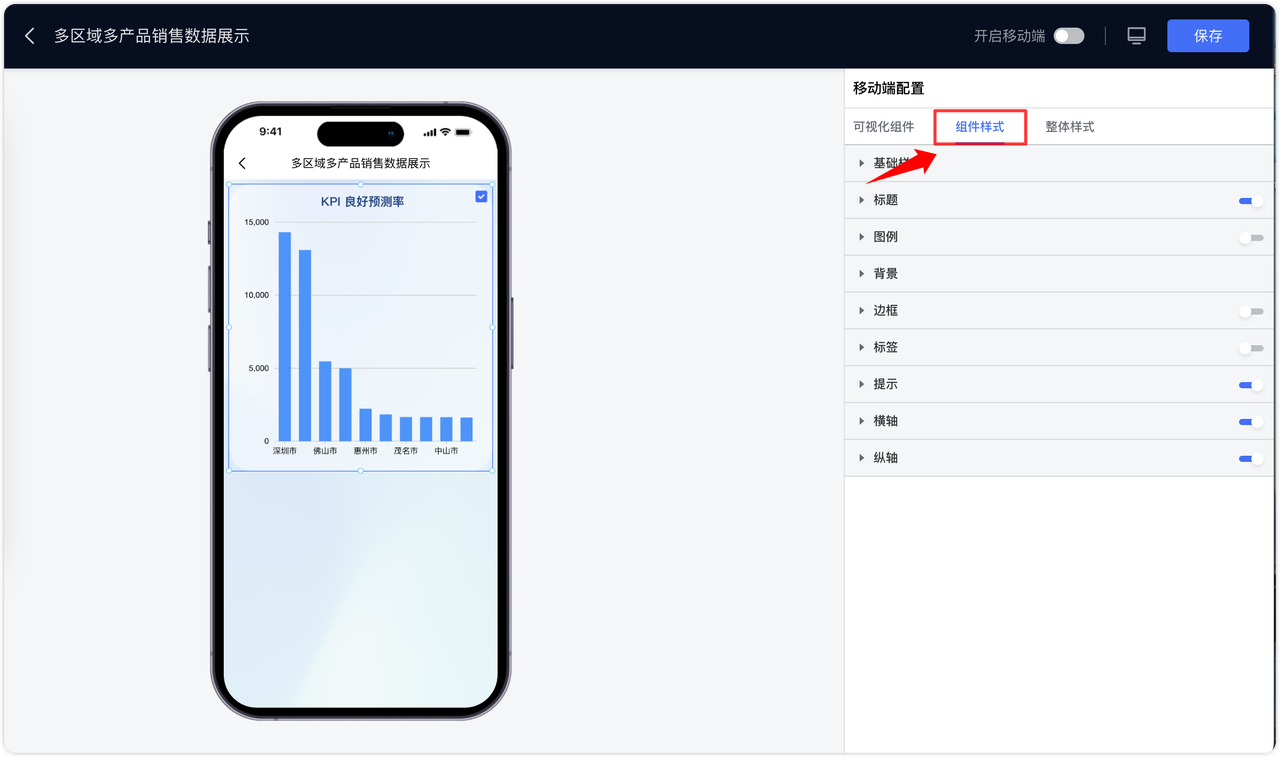 多区域多产品销售数据展示
开启移动端
保存
移动端配置
可视化组件
组件样式
整体样式
基础样
标题
图例
背景
边框
标签
提示
横轴
纵轴
9:41
多区域多产品销售数据展示
KPI 良好预测率
15,000
10,000
5,000
0
深圳市
佛山市
惠州市
茂名市
中山市